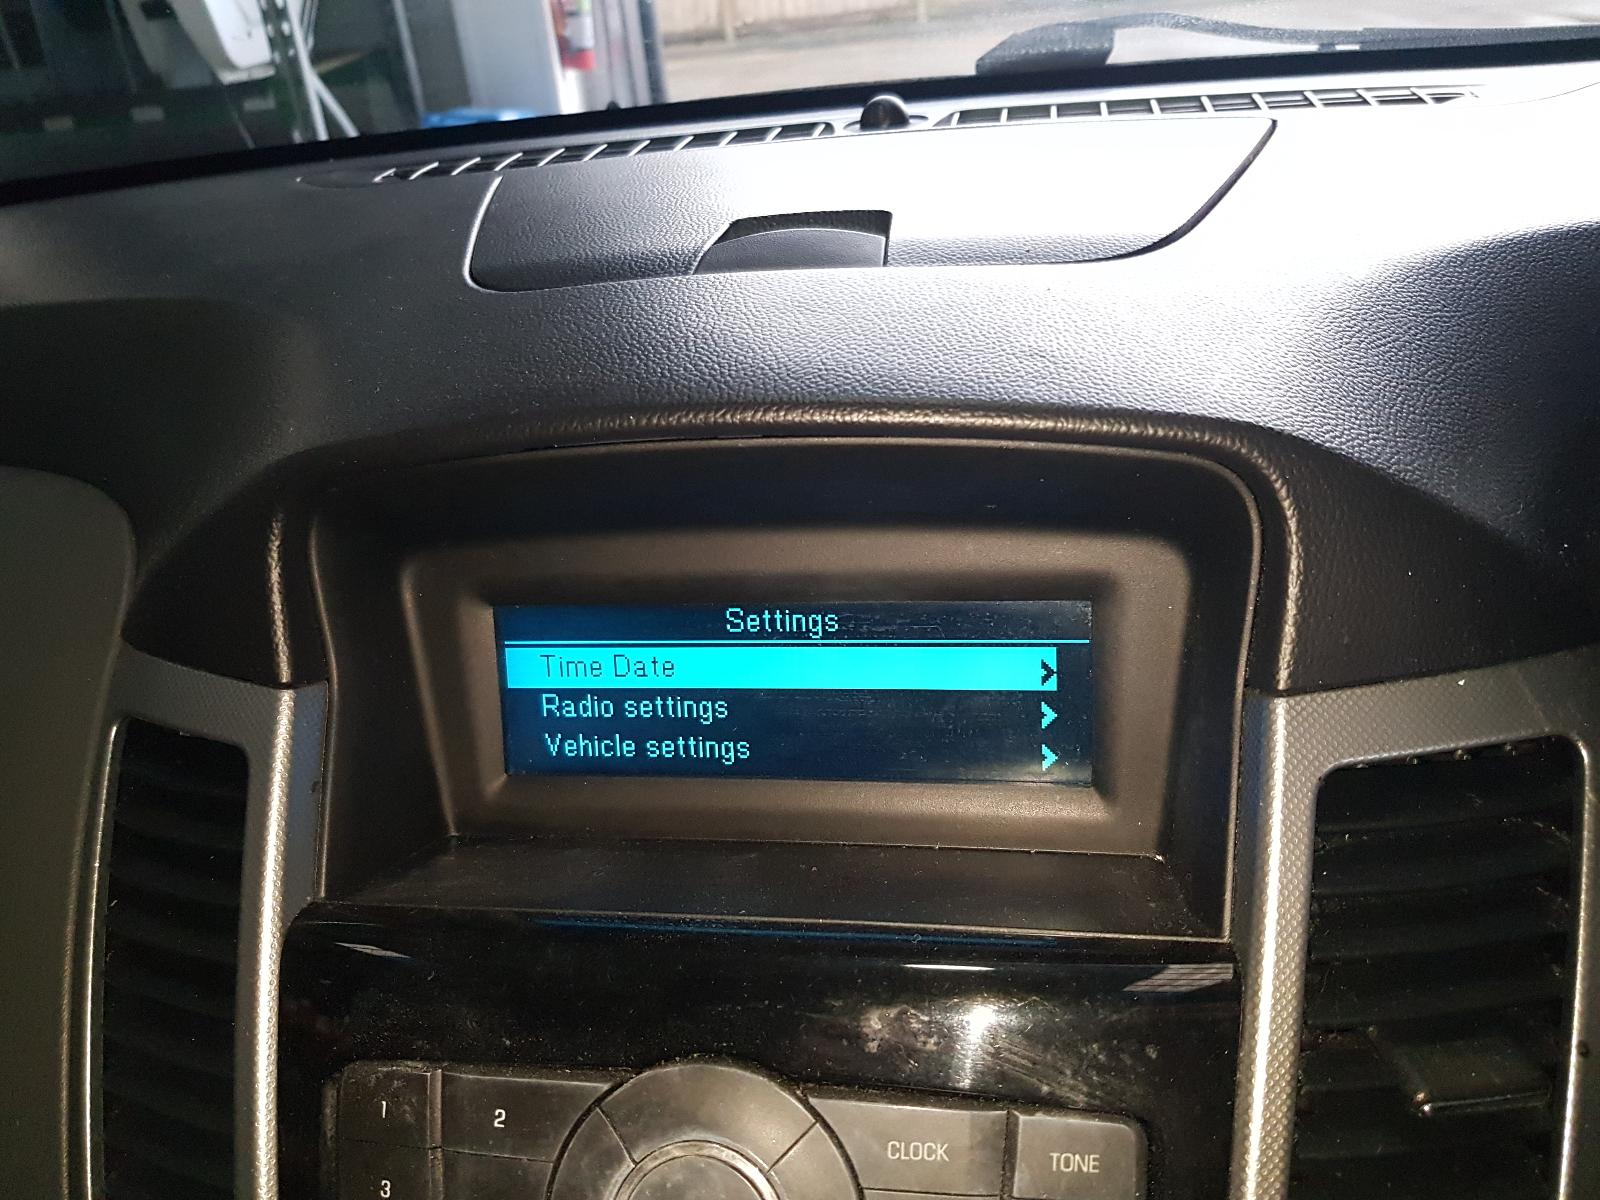 Settings
Time Date
Radio settings
Vehicle settings
1
2
CLOCK
TONE
3